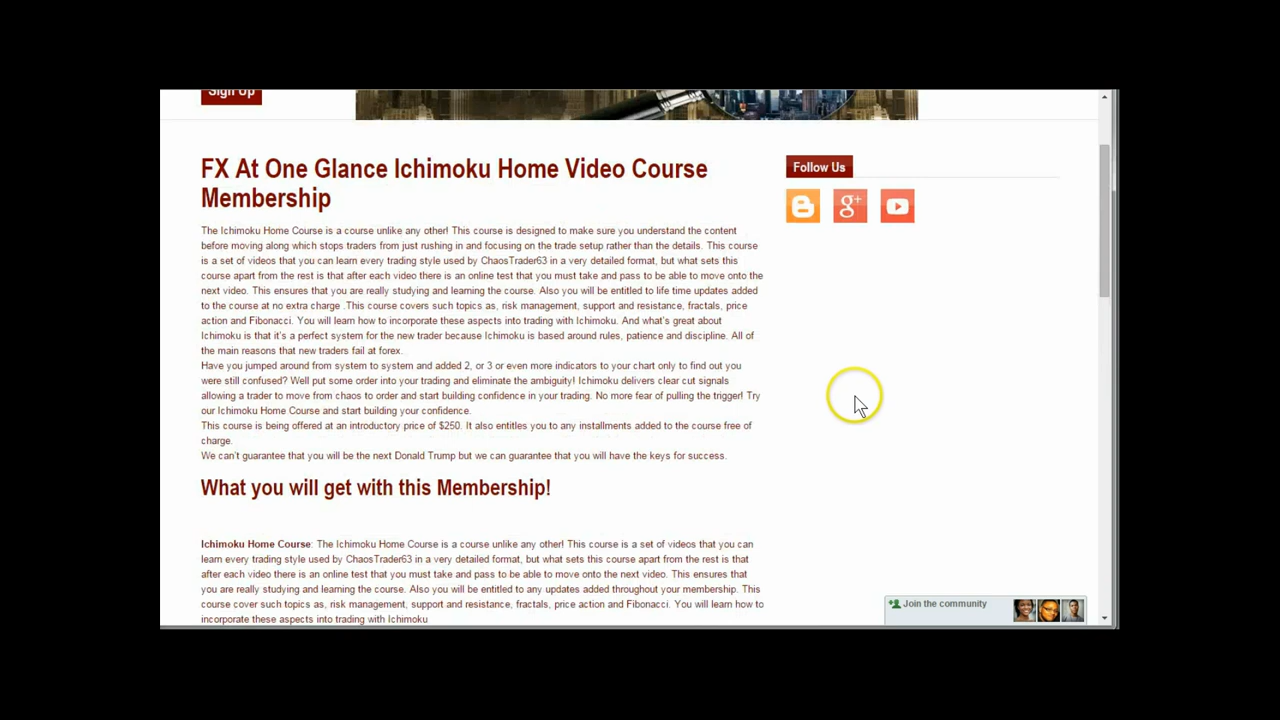 Sign Up
FX At One Glance Ichimoku Home Video Course
Membership
The Ichimoku Home Course is a course unlike any other! This course is designed to make sure you understand the content
before moving along which stops traders from just rushing in and focusing on the trade setup rather than the details. This course
is a set of videos that you can learn every trading style used by ChaosTrader63 in a very detailed format, but what sets this
course apart from the rest is that after each video there is an online test that you must take and pass to be able to move onto the
next video. This ensures that you are really studying and learning the course. Also you will be entitled to life time updates added
to the course at no extra charge .This course covers such topics as, risk management, support and resistance, fractals, price
action and Fibonacci. You will learn how to incorporate these aspects into trading with Ichimoku. And what's great about
Ichimoku is that it's a perfect system for the new trader because Ichimoku is based around rules, patience and discipline. All of
the main reasons that new traders fail at forex.
Have you jumped around from system to system and added 2, or 3 or even more indicators to your chart only to find out you
were still confused? Well put some order into your trading and eliminate the ambiguity! Ichimoku delivers clear cut signals
allowing a trader to move from chaos to order and start building confidence in your trading. No more fear of pulling the trigger! Try
our Ichimoku Home Course and start building your confidence.
This course is being offered at an introductory price of $250. It also entitles you to any installments added to the course free of
charge.
We can't guarantee that you will be the next Donald Trump but we can guarantee that you will have the keys for success.
What you will get with this Membership!
Ichimoku Home Course: The Ichimoku Home Course is a course unlike any other! This course is a set of videos that you can
learn every trading style used by ChaosTrader63 in a very detailed format, but what sets this course apart from the rest is that
after each video there is an online test that you must take and pass to be able to move onto the next video. This ensures that
you are really studying and learning the course. Also you will be entitled to any updates added throughout your membership. This
course cover such topics as, risk management, support and resistance, fractals, price action and Fibonacci. You will learn how to
incorporate these aspects into trading with Ichimoku
Follow Us
Join the community